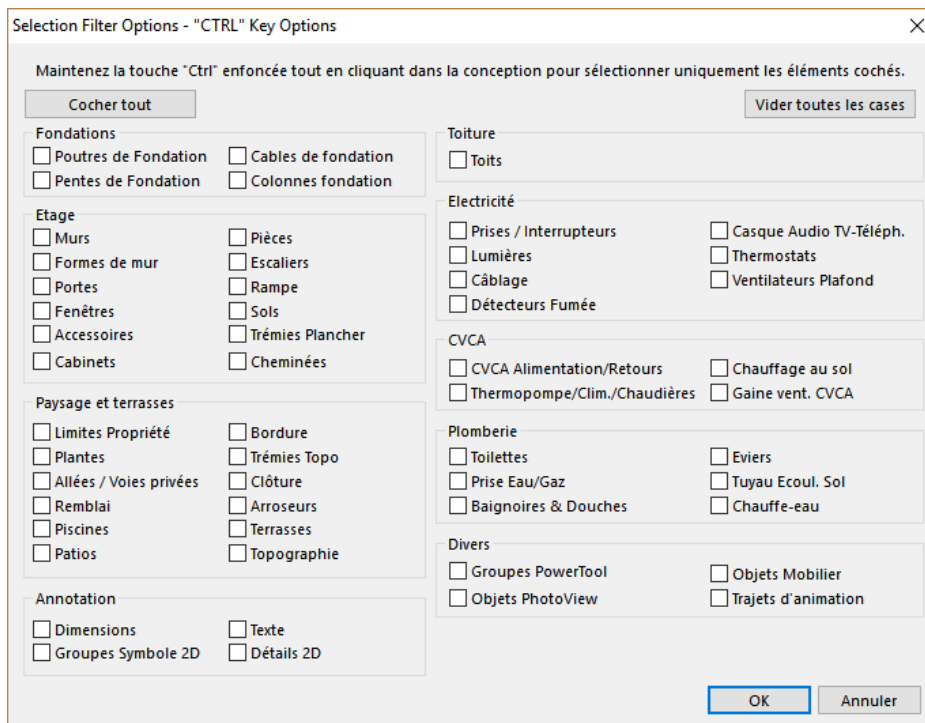 Selection Filter Options - "CTRL" Key Options
Maintenez la touche "Ctrl" enfoncée tout en cliquant dans la conception pour sélectionner uniquement les éléments cochés.
Cocher tout
Vider toutes les cases
Fondations
Poutres de Fondation
Cables de fondation
Pentes de Fondation
Colonnes fondation
Etage
Murs
Pièces
Formes de mur
Escaliers
Portes
Rampe
Fenêtres
Sols
Accessoires
Trémies Plancher
Cabinets
Cheminées
Paysage et terrasses
Limites Propriété
Bordure
Plantes
Trémies Topo
Allées / Voies privées
Clôture
Remblai
Arroseurs
Piscines
Terrasses
Patios
Topographie
Annotation
Dimensions
Texte
Groupes Symbole 2D
Détails 2D
Toiture
Toits
Electricité
Prises / Interrupteurs
Casque Audio TV-Téléph.
Lumières
Thermostats
Câblage
Ventilateurs Plafond
Détecteurs Fumée
CVCA
CVCA Alimentation/Retours
Chauffage au sol
Thermopompe/Clim./Chaudières
Gaine vent. CVCA
Plomberie
Toilettes
Eviers
Prise Eau/Gaz
Tuyau Ecoul. Sol
Baignoires & Douches
Chauffe-eau
Divers
Groupes PowerTool
Objets Mobilier
Objets PhotoView
Trajets d'animation
OK
Annuler